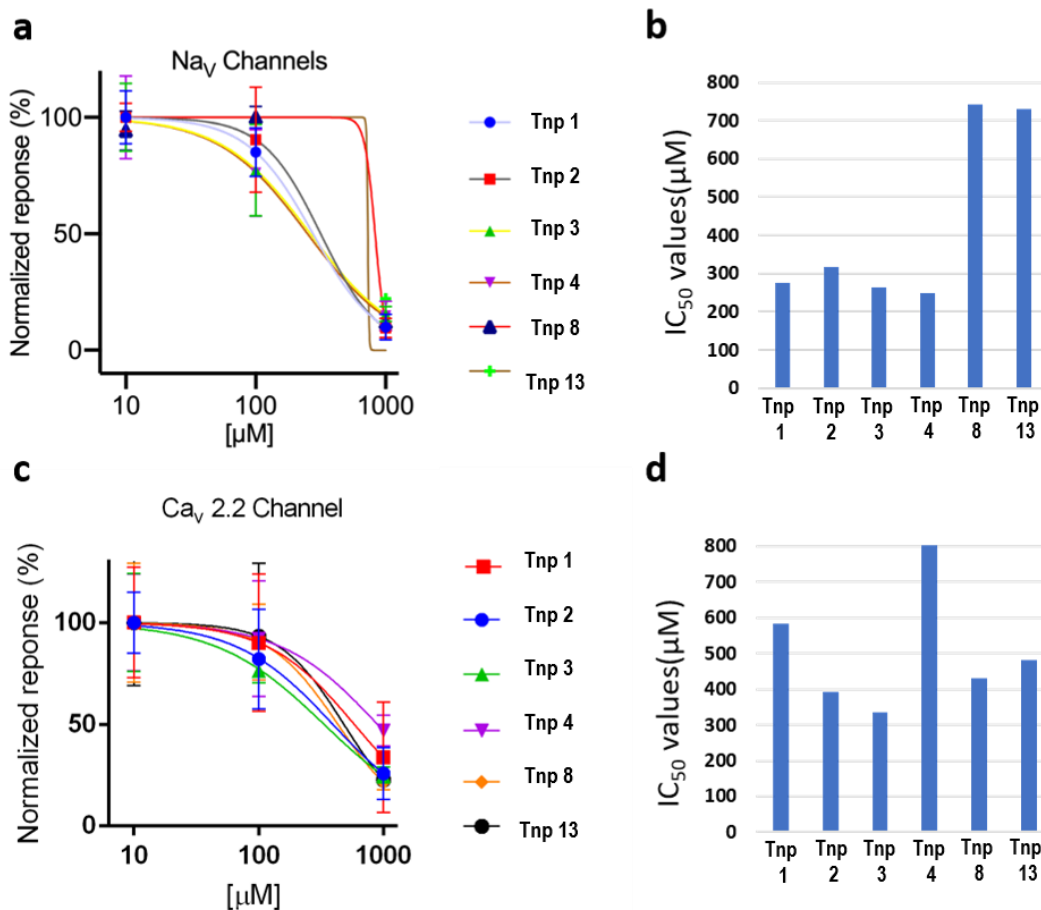 a
Na_V Channels
Normalized reponse (%)
100
50
0
10
100
1000
[µM]
Tnp 1
Tnp 2
Tnp 3
Tnp 4
Tnp 8
Tnp 13
b
IC50 values(µM)
800
700
600
500
400
300
200
100
0
Tnp 1
Tnp 2
Tnp 3
Tnp 4
Tnp 8
Tnp 13
c
Ca_V 2.2 Channel
Normalized reponse (%)
100
50
0
10
100
1000
[µM]
Tnp 1
Tnp 2
Tnp 3
Tnp 4
Tnp 8
Tnp 13
d
IC50 values(µM)
800
700
600
500
400
300
200
100
0
Tnp 1
Tnp 2
Tnp 3
Tnp 4
Tnp 8
Tnp 13